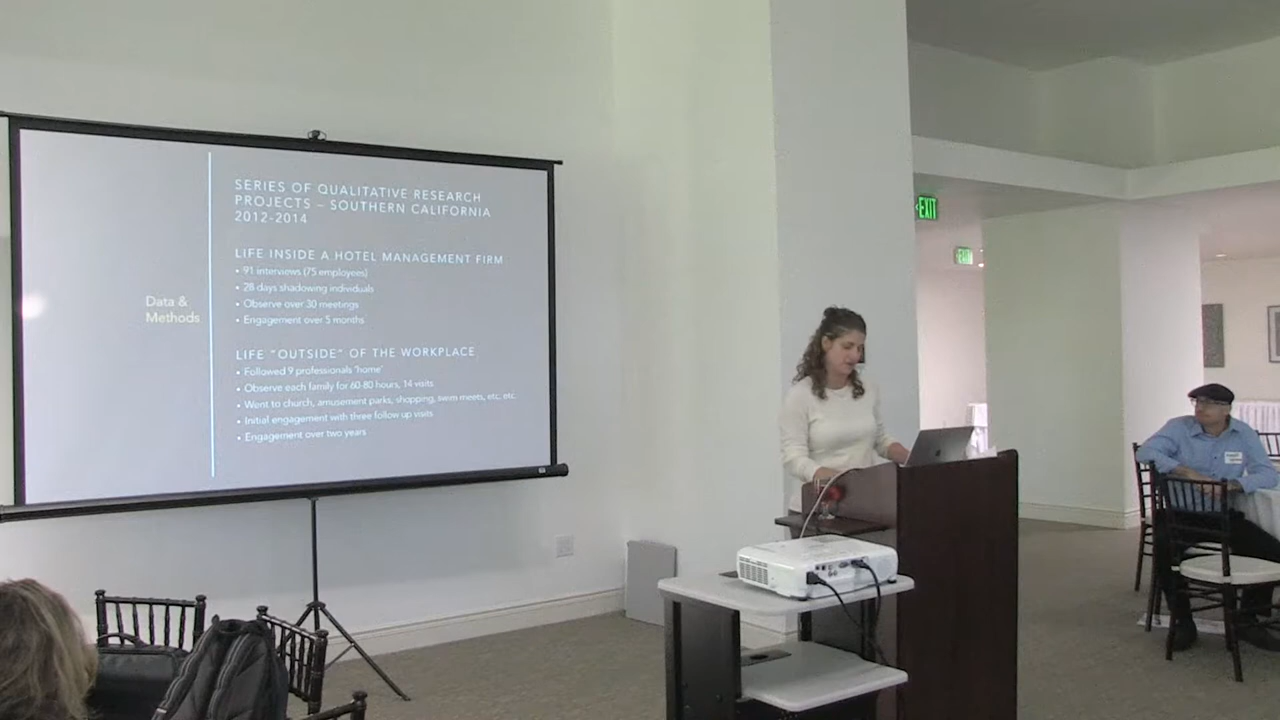 SERIES OF QUALITATIVE RESEARCH
PROJECTS – SOUTHERN CALIFORNIA
2012-2014
LIFE INSIDE A HOTEL MANAGEMENT FIRM
• 91 interviews (75 employees)
• 28 days shadowing individuals
• Observe over 30 meetings
• Engagement over 5 months
Data &
Methods
LIFE "OUTSIDE" OF THE WORKPLACE
• Followed 9 professionals 'home'
• Observe each family for 60-80 hours, 14 visits
• Went to church, amusement parks, shopping, swim meets, etc. etc.
• Initial engagement with three follow up visits
• Engagement over two years
EXIT
EXIT